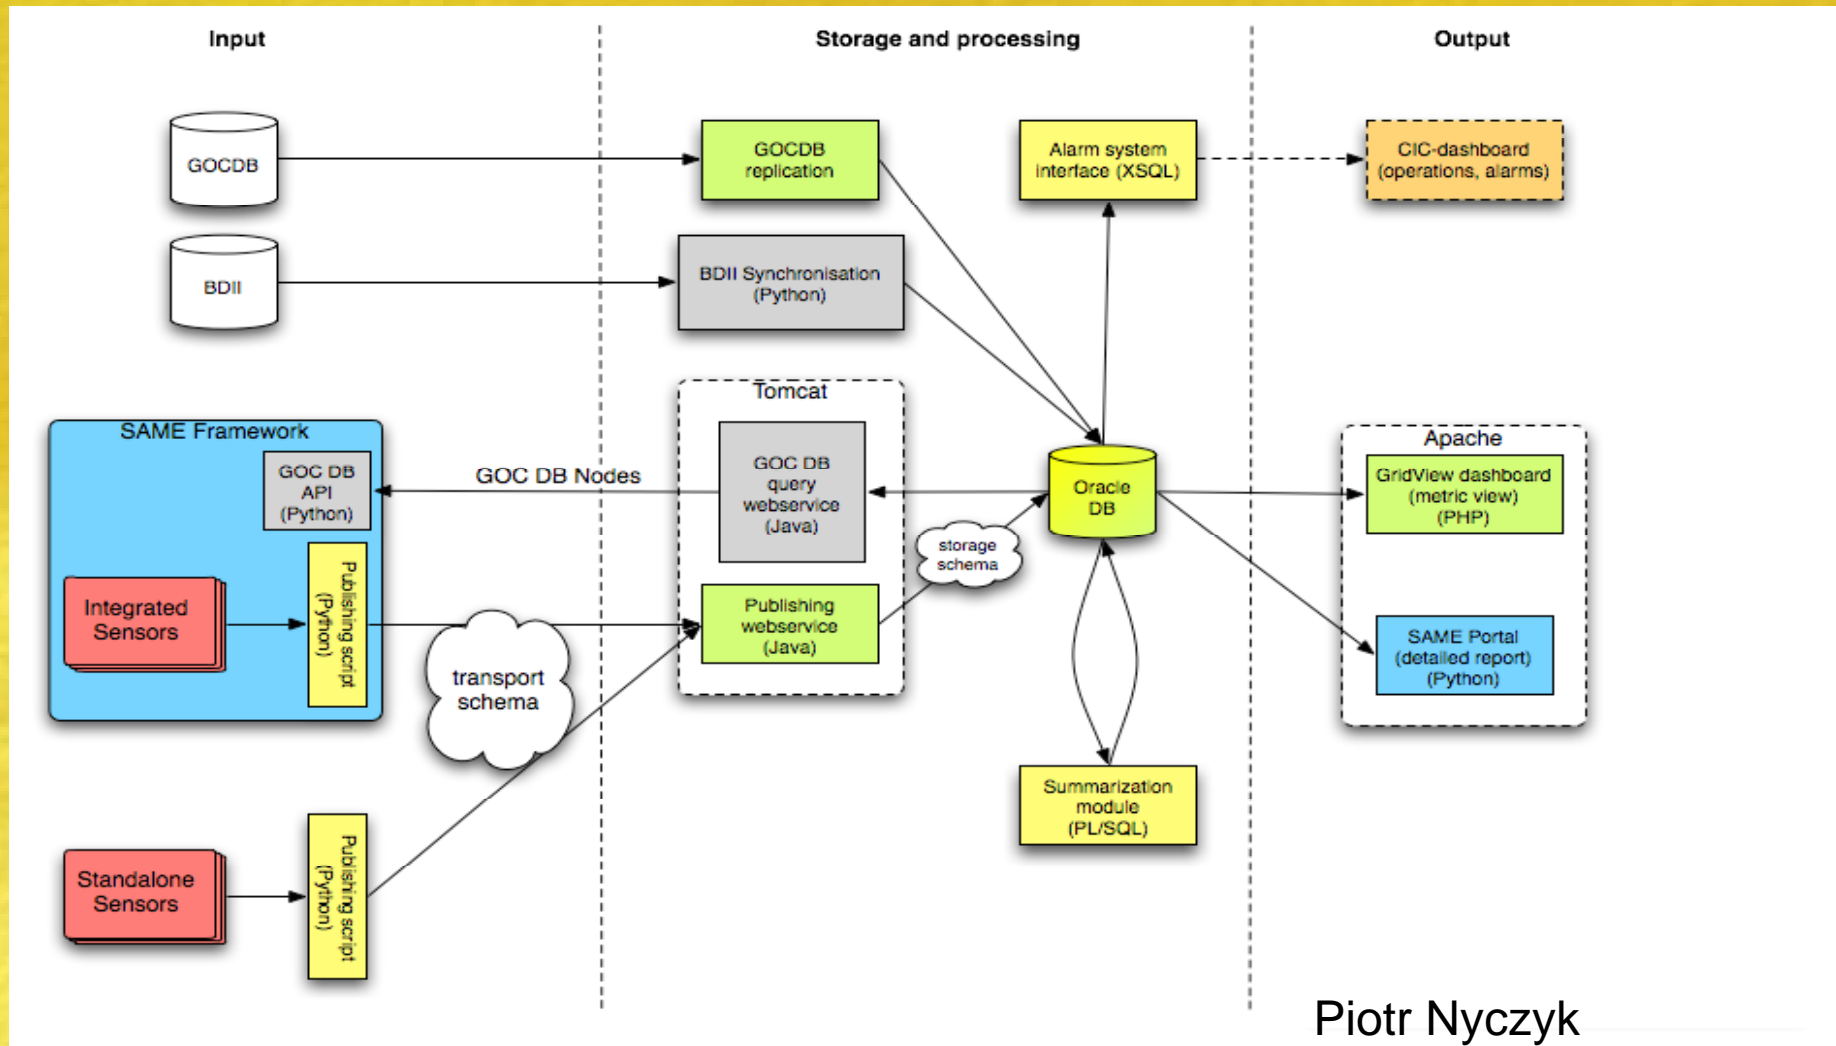 Input
Storage and processing
Output
GOCDB
GOCDB
replication
Alarm system
interface (XSQL)
CIC-dashboard
(operations, alarms)
BDII
BDII Synchronisation
(Python)
SAME Framework
GOC DB
API
(Python)
GOC DB Nodes
Integrated
Sensors
Publishing script
(Python)
transport
schema
Tomcat
GOC DB
query
webservice
(Java)
Publishing
webservice
(Java)
storage
schema
Oracle
DB
Apache
GridView dashboard
(metric view)
(PHP)
SAME Portal
(detailed report)
(Python)
Summarization
module
(PL/SQL)
Standalone
Sensors
Publishing script
(Python)
Piotr Nyczyk